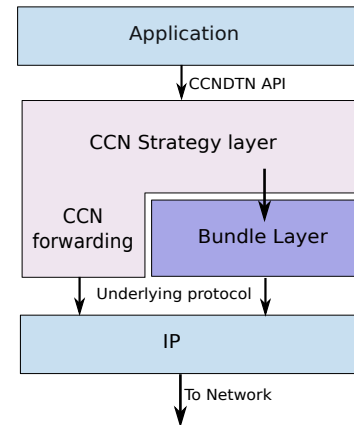 Application
CCNDTN API
CCN Strategy layer
CCN
forwarding
Bundle Layer
Underlying protocol
IP
To Network